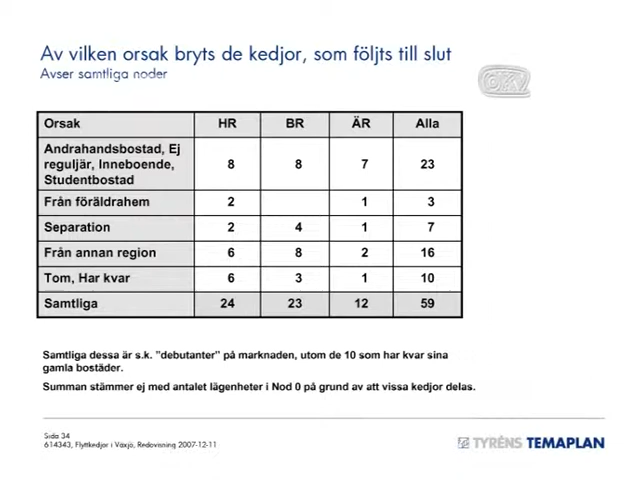 Av vilken orsak bryts de kedjor, som följts till slut
Avser samtliga noder
Orsak HR BR ÄR Alla
Andrahandsbostad, Ej
reguljär, Inneboende, 8 8 7 23
Studentbostad
Från föräldrahem 2 1 3
Separation 2 4 1 7
Från annan region 6 8 2 16
Tom, Har kvar 6 3 1 10
Samtliga 24 23 12 59
Samtliga dessa är s.k. "debutanter" på marknaden, utom de 10 som har kvar sina
gamla bostäder.
Summan stämmer ej med antalet lägenheter i Nod 0 på grund av att vissa kedjor delas.
Sida 34
614343, Flyttkedjor i Växjö, Redovisning 2007-12-11
TYRÉNS TEMAPLAN